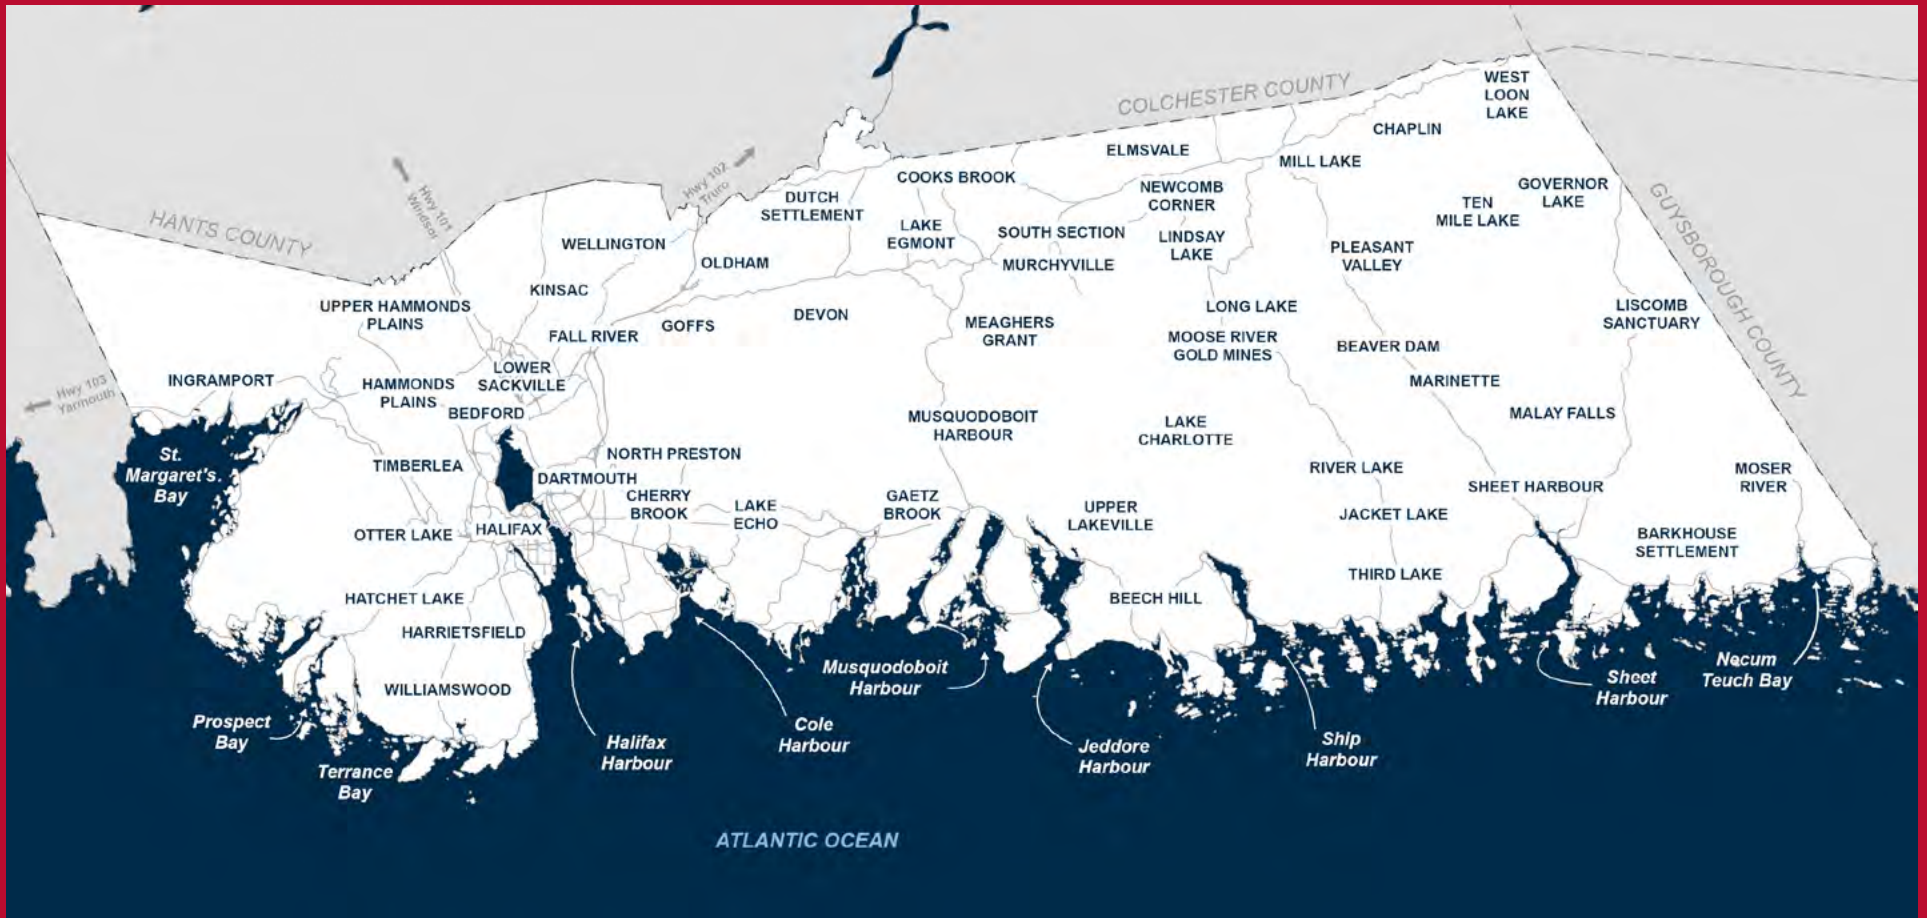 WEST
LOON
LAKE
COLCHESTER COUNTY
CHAPLIN
ELMSVALE
MILL LAKE
Hwy 102
Truro
COOKS BROOK
Hwy 101
Windsor
DUTCH
SETTLEMENT
NEWCOMB
CORNER
GOVERNOR
LAKE
TEN
MILE LAKE
GUYSBOROUGH COUNTY
HANTS COUNTY
WELLINGTON
LAKE
EGMONT
SOUTH SECTION
LINDSAY
LAKE
PLEASANT
VALLEY
OLDHAM
MURCHYVILLE
KINSAC
UPPER HAMMONDS
PLAINS
LONG LAKE
LISCOMB
SANCTUARY
DEVON
GOFFS
FALL RIVER
MEAGHERS
GRANT
MOOSE RIVER
GOLD MINES
BEAVER DAM
LOWER
SACKVILLE
INGRAMPORT
Hwy 103
Yarmouth
HAMMONDS
PLAINS
MARINETTE
BEDFORD
MUSQUODOBOIT
HARBOUR
LAKE
CHARLOTTE
MALAY FALLS
St.
Margaret's.
Bay
TIMBERLEA
NORTH PRESTON
DARTMOUTH
RIVER LAKE
MOSER
RIVER
SHEET HARBOUR
CHERRY
BROOK
LAKE
ECHO
GAETZ
BROOK
UPPER
LAKEVILLE
JACKET LAKE
OTTER LAKE
HALIFAX
BARKHOUSE
SETTLEMENT
THIRD LAKE
HATCHET LAKE
BEECH HILL
HARRIETSFIELD
Musquodoboit
Harbour
Necum
Teuch Bay
Sheet
Harbour
WILLIAMSWOOD
Prospect
Bay
Cole
Harbour
Halifax
Harbour
Jeddore
Harbour
Ship
Harbour
Terrance
Bay
ATLANTIC OCEAN